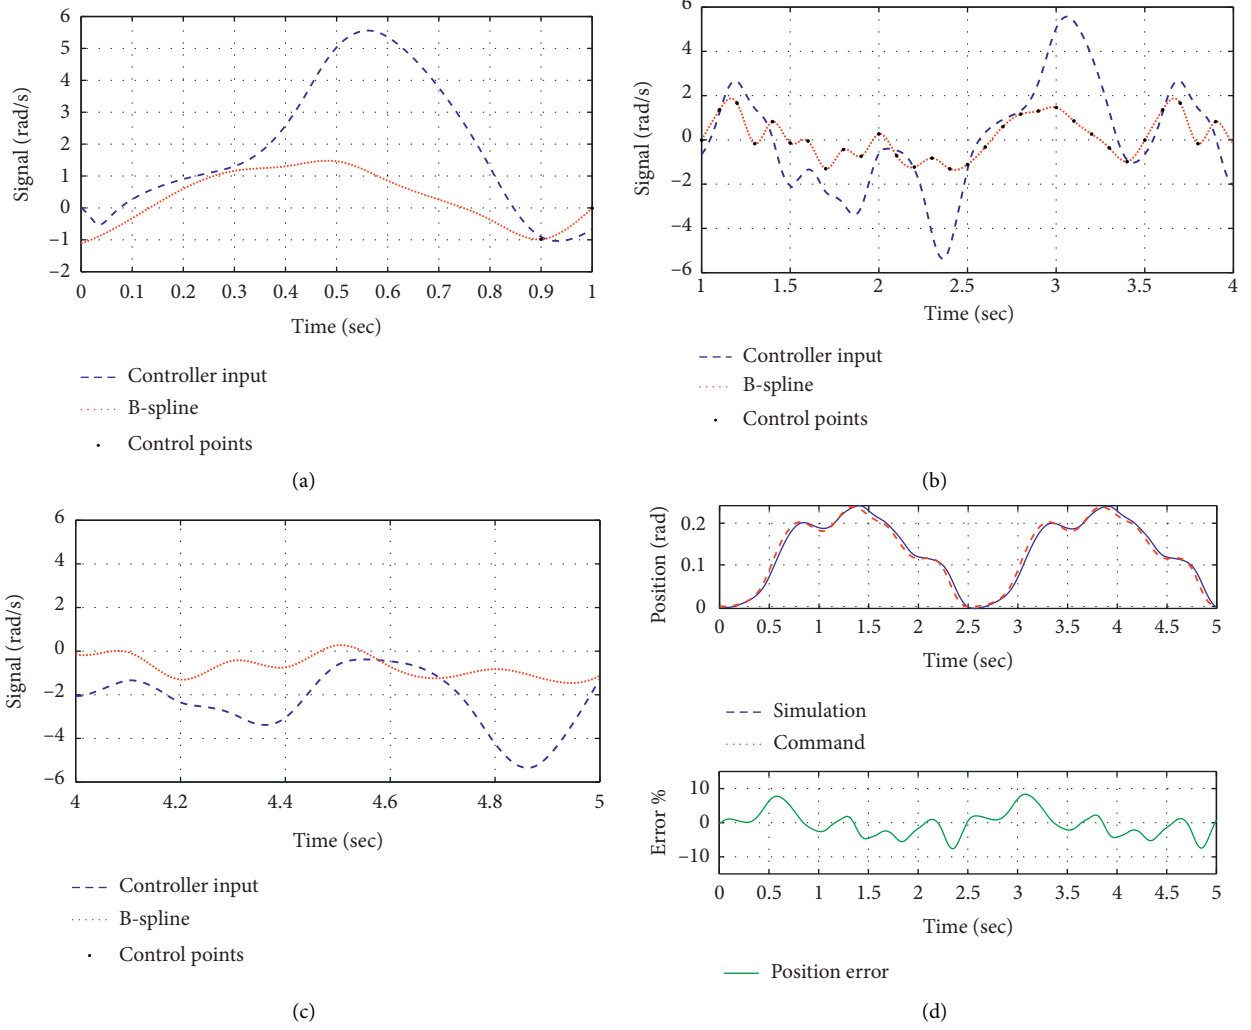 6
5
4
3
2
1
0
−1
−2
Signal (rad/s)
0 0.1 0.2 0.3 0.4 0.5 0.6 0.7 0.8 0.9 1
Time (sec)
Controller input
B-spline
Control points
(a)
6
4
2
0
−2
−4
−6
Signal (rad/s)
1 1.5 2 2.5 3 3.5 4
Time (sec)
Controller input
B-spline
Control points
(b)
6
4
2
0
−2
−4
−6
Signal (rad/s)
4 4.2 4.4 4.6 4.8 5
Time (sec)
Controller input
B-spline
Control points
(c)
0.2
0.1
0
Position (rad)
0 0.5 1 1.5 2 2.5 3 3.5 4 4.5 5
Time (sec)
Simulation
Command
10
0
−10
Error %
0 0.5 1 1.5 2 2.5 3 3.5 4 4.5 5
Time (sec)
Position error
(d)